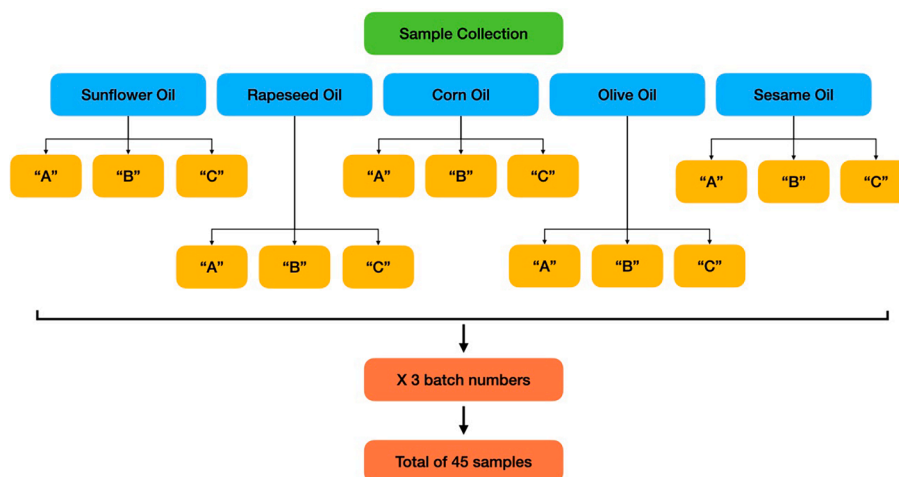 Sample Collection
Sunflower Oil
Rapeseed Oil
Corn Oil
Olive Oil
Sesame Oil
“A”
“B”
“C”
“A”
“B”
“C”
“A”
“B”
“C”
“A”
“B”
“C”
“A”
“B”
“C”
X 3 batch numbers
Total of 45 samples